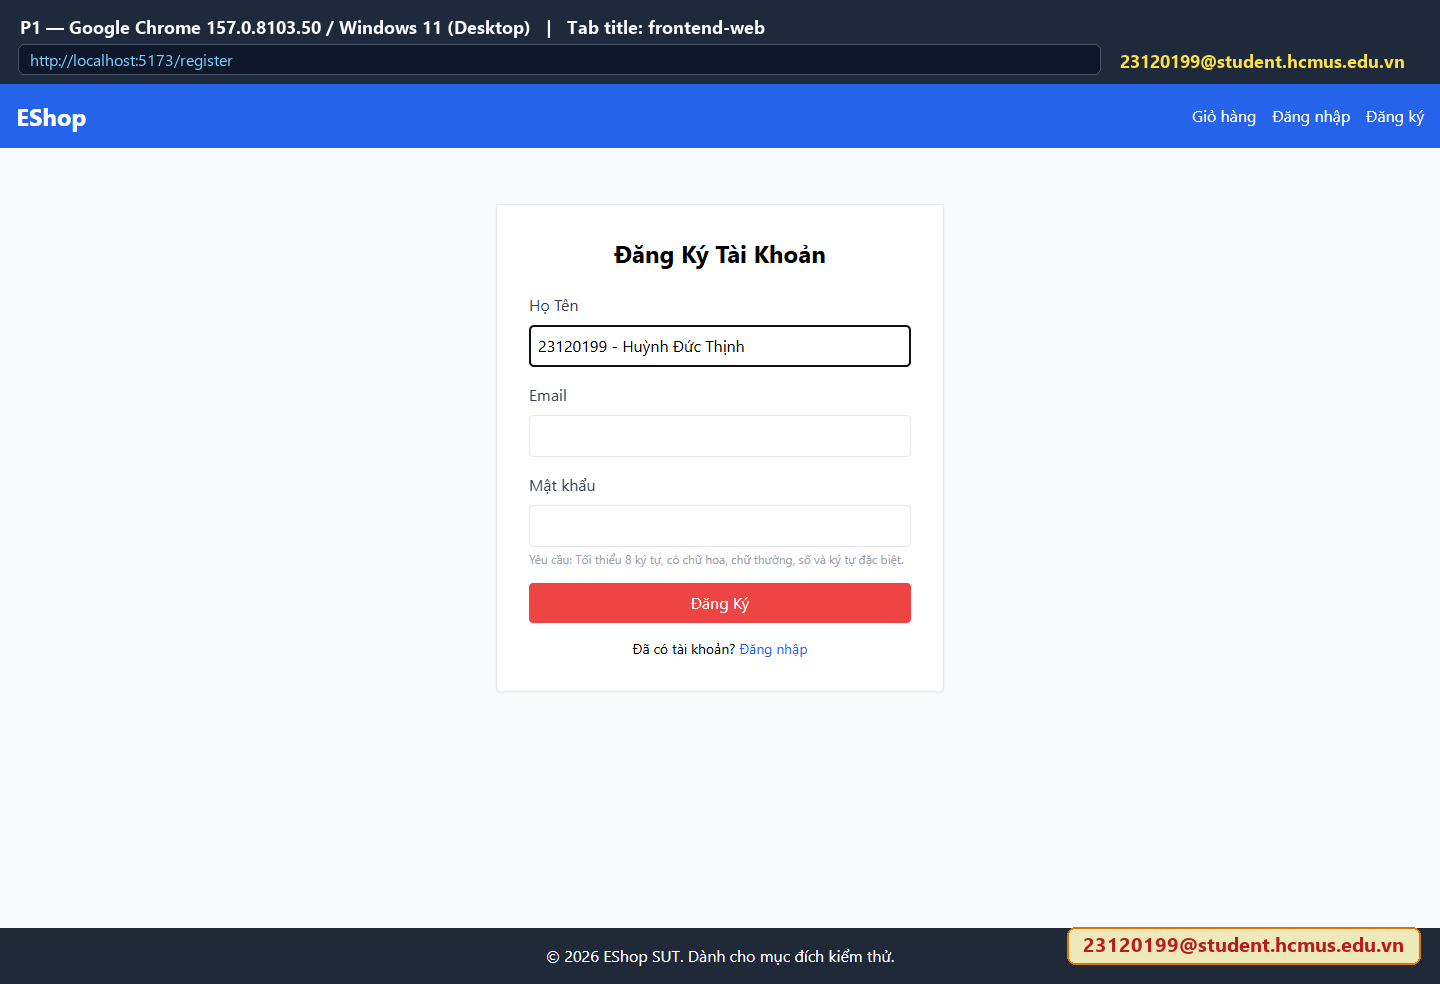 P1 — Google Chrome 157.0.8103.50 / Windows 11 (Desktop) | Tab title: frontend-web
http://localhost:5173/register
23120199@student.hcmus.edu.vn
EShop
Giỏ hàng Đăng nhập Đăng ký
Đăng Ký Tài Khoản
Họ Tên
23120199 - Huỳnh Đức Thịnh
Email
Mật khẩu
Yêu cầu: Tối thiểu 8 ký tự, có chữ hoa, chữ thường, số và ký tự đặc biệt.
Đăng Ký
Đã có tài khoản? Đăng nhập
© 2026 EShop SUT. Dành cho mục đích kiểm thử.
23120199@student.hcmus.edu.vn